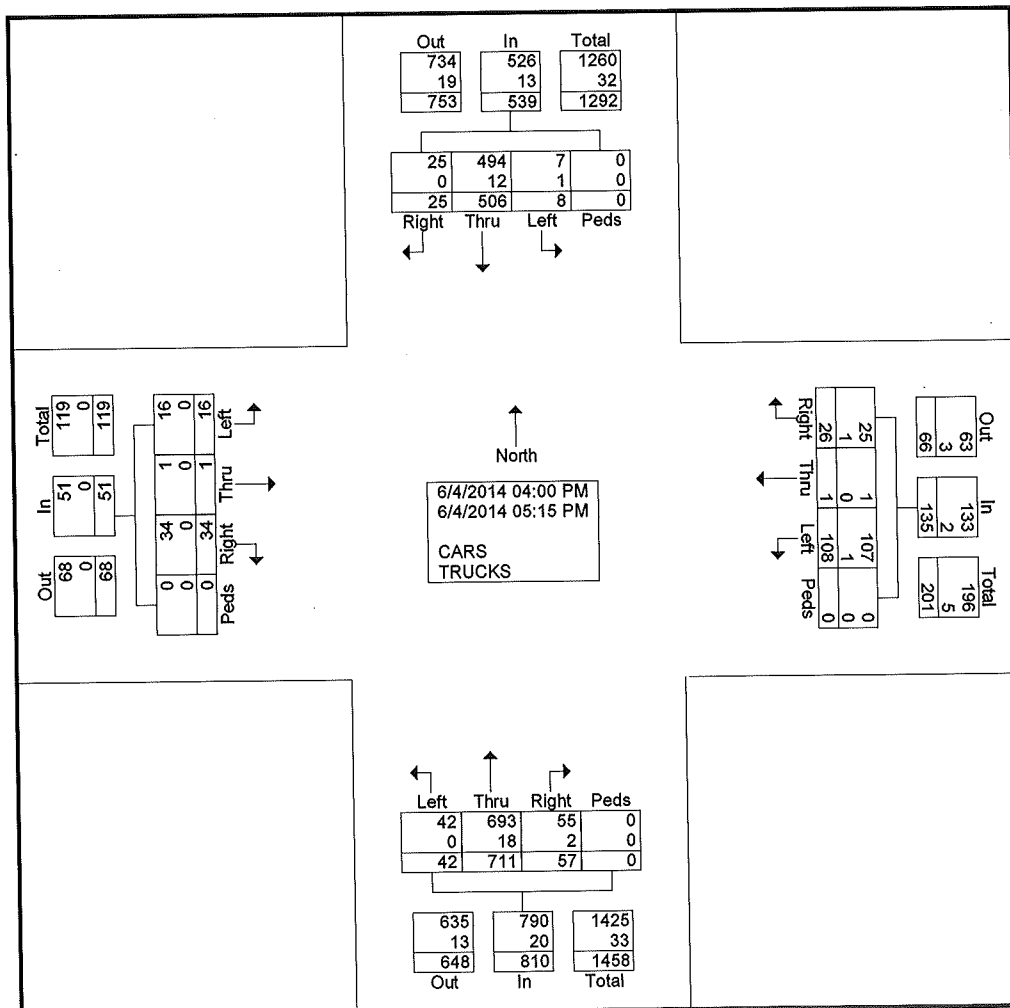 Out In Total
734 526 1260
19 13 32
753 539 1292
25 494 7 0
0 12 1 0
25 506 8 0
Right Thru Left Peds
Total
119
0
119
In
51
0
51
Out
68
0
68
Left
16
0
16
Thru
1
0
1
Right
34
0
34
Peds
0
0
0
North
6/4/2014 04:00 PM
6/4/2014 05:15 PM
CARS
TRUCKS
Right
25
1
26
Thru
1
0
1
Left
107
1
108
Peds
0
0
0
Out
63
3
66
In
133
2
135
Total
196
5
201
Left Thru Right Peds
42 693 55 0
0 18 2 0
42 711 57 0
635 790 1425
13 20 33
648 810 1458
Out In Total